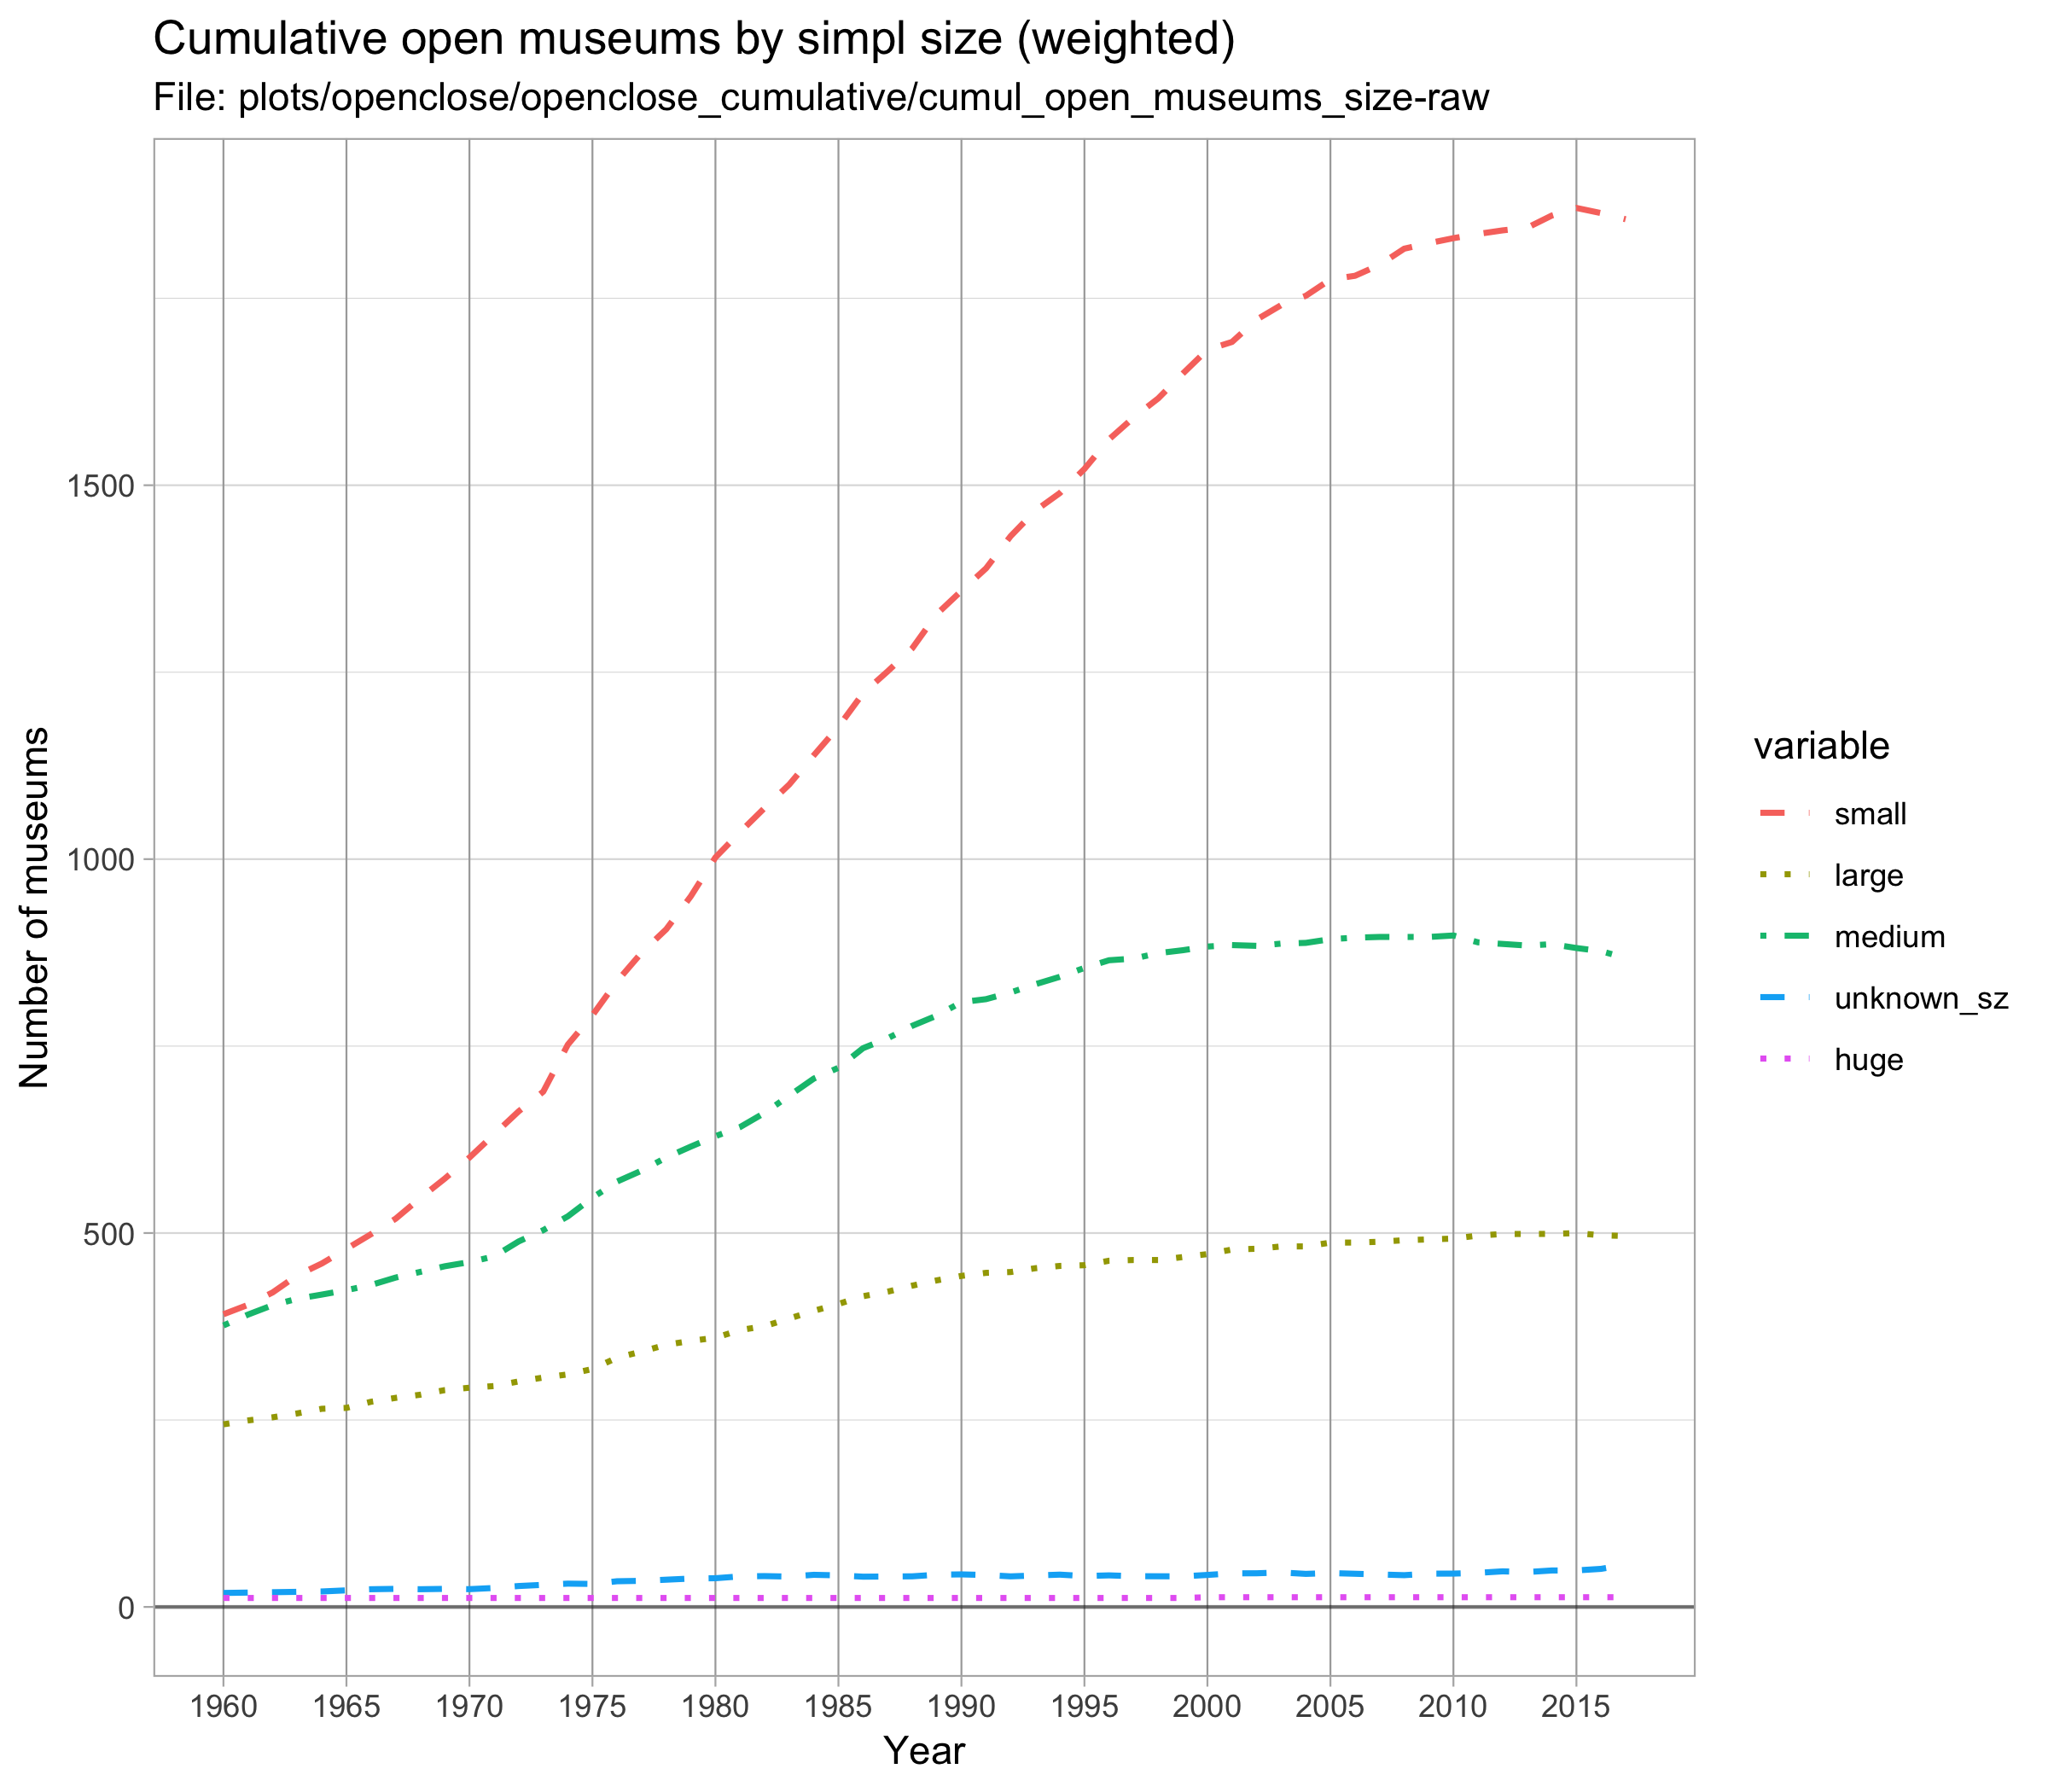 Cumulative open museums by simpl size (weighted)
File: plots/openclose/openclose_cumulative/cumul_open_museums_size-raw
Number of museums
1500
1000
500
0
1960 1965 1970 1975 1980 1985 1990 1995 2000 2005 2010 2015
Year
variable
small
large
medium
unknown_sz
huge